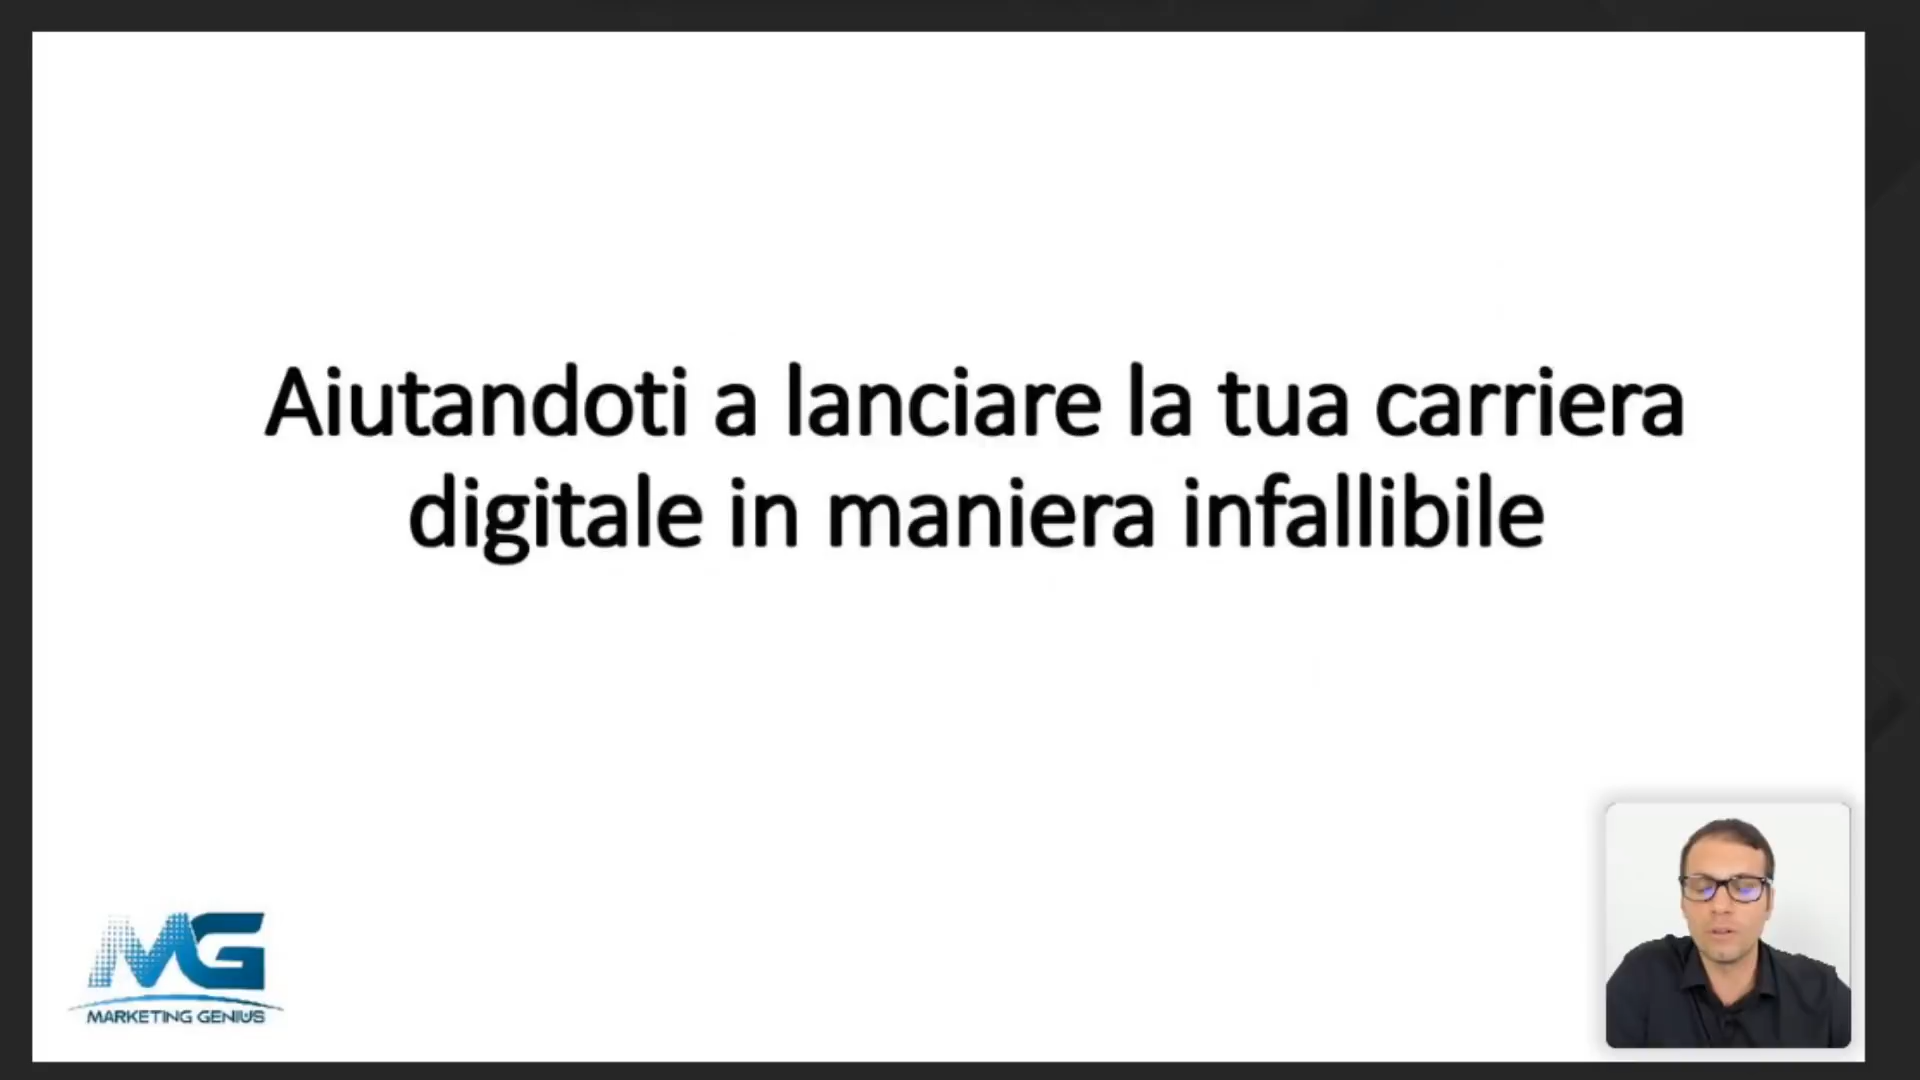 Aiutandoti a lanciare la tua carriera
digitale in maniera infallibile
MG
MARKETING GENIUS